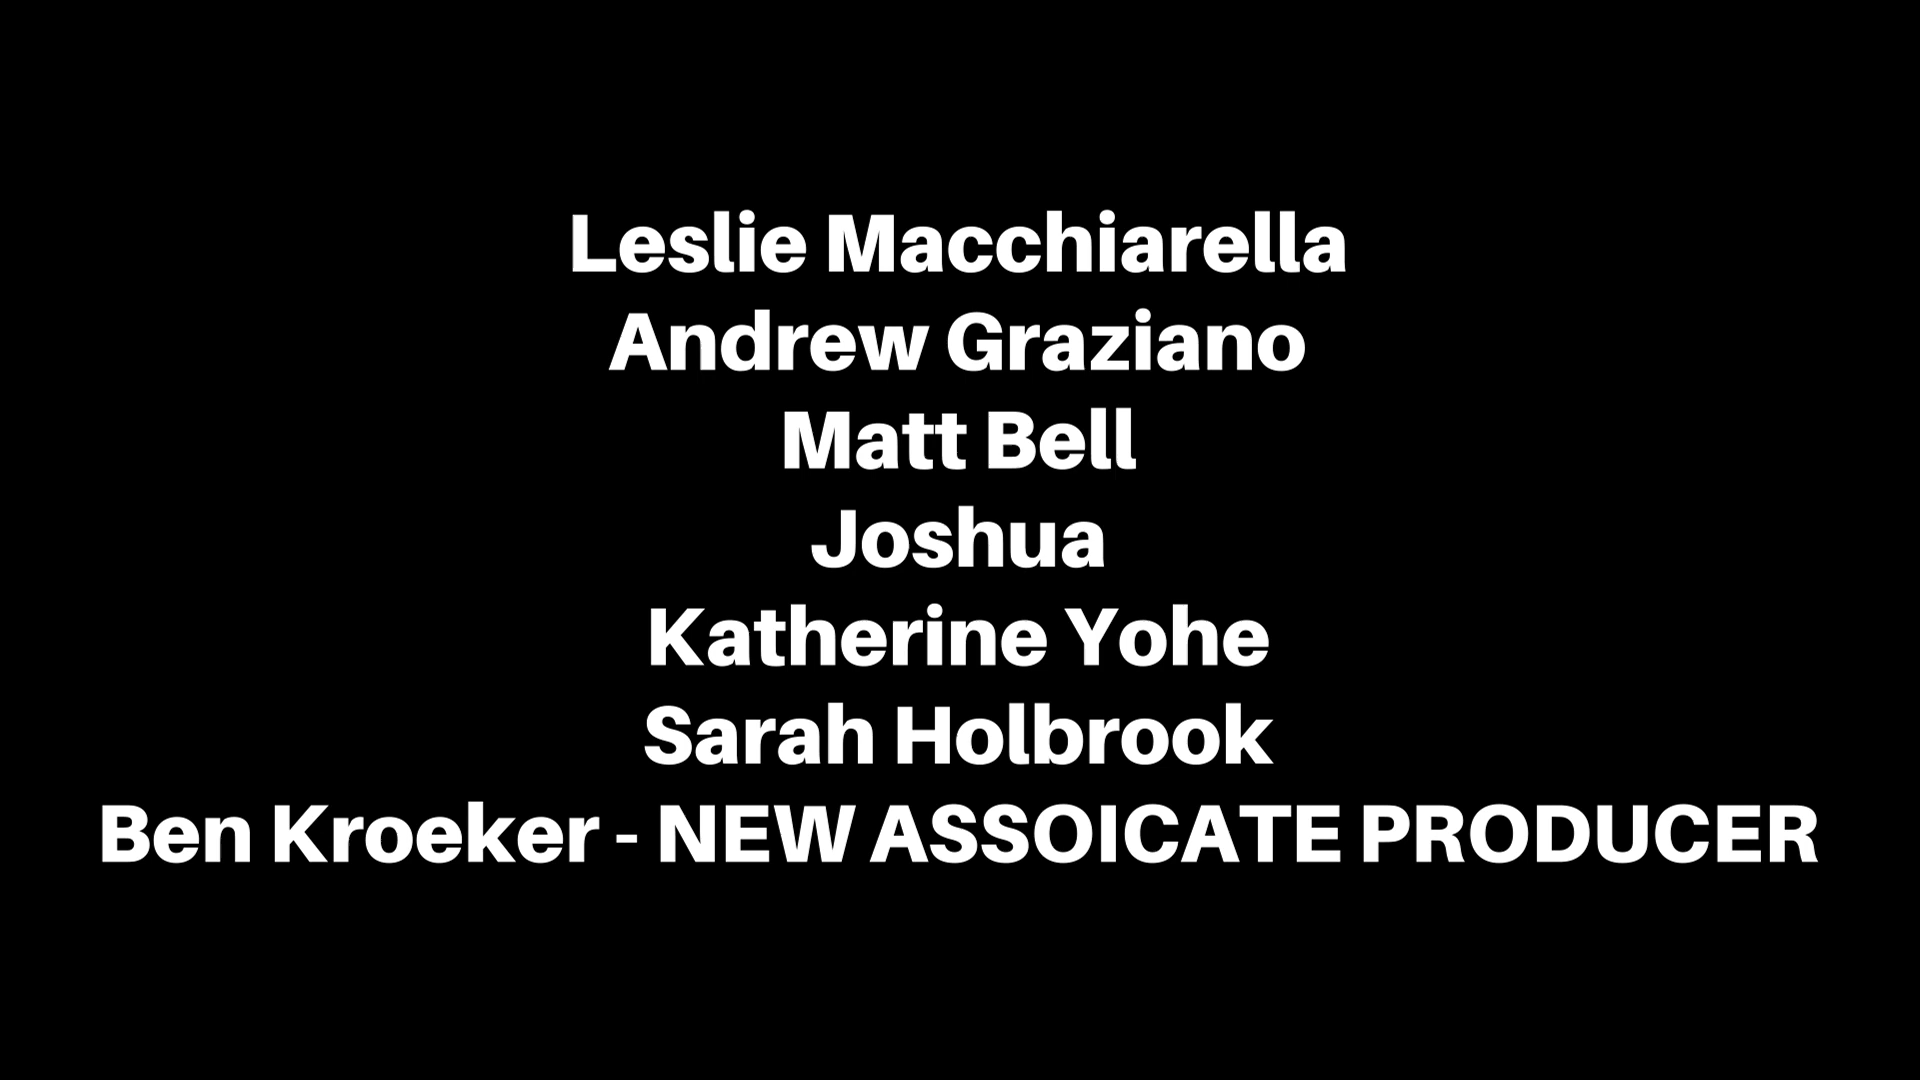 Leslie Macchiarella
Andrew Graziano
Matt Bell
Joshua
Katherine Yohe
Sarah Holbrook
Ben Kroeker - NEW ASSOICATE PRODUCER